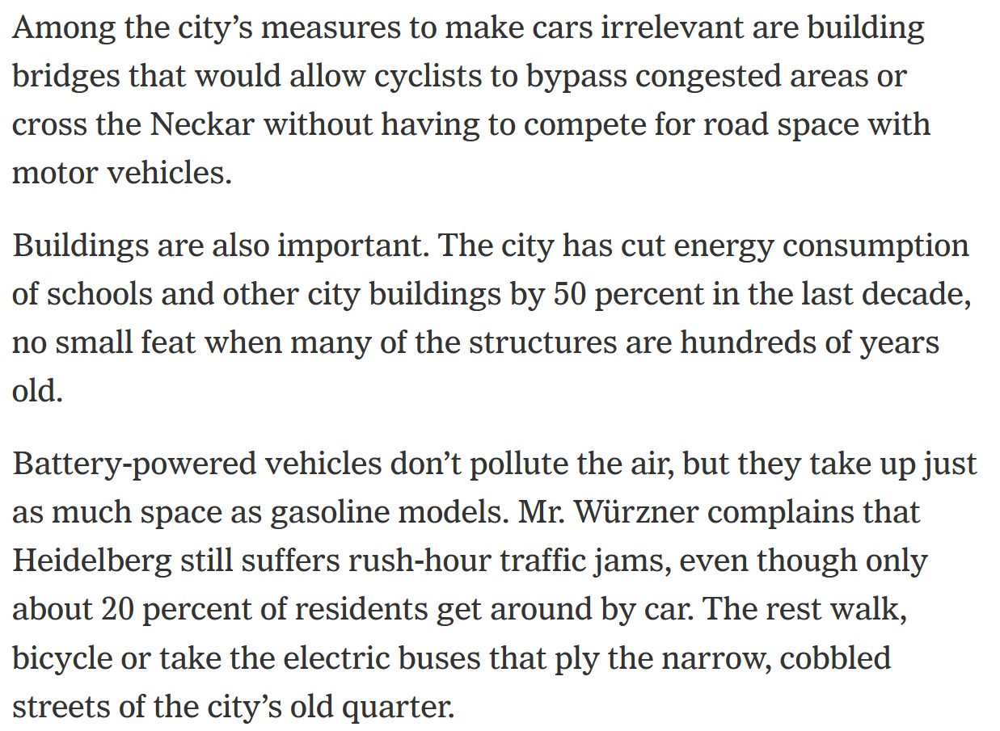 Among the city’s measures to make cars irrelevant are building
bridges that would allow cyclists to bypass congested areas or
cross the Neckar without having to compete for road space with
motor vehicles.
Buildings are also important. The city has cut energy consumption
of schools and other city buildings by 50 percent in the last decade,
no small feat when many of the structures are hundreds of years
old.
Battery-powered vehicles don’t pollute the air, but they take up just
as much space as gasoline models. Mr. Würzner complains that
Heidelberg still suffers rush-hour traffic jams, even though only
about 20 percent of residents get around by car. The rest walk,
bicycle or take the electric buses that ply the narrow, cobbled
streets of the city’s old quarter.